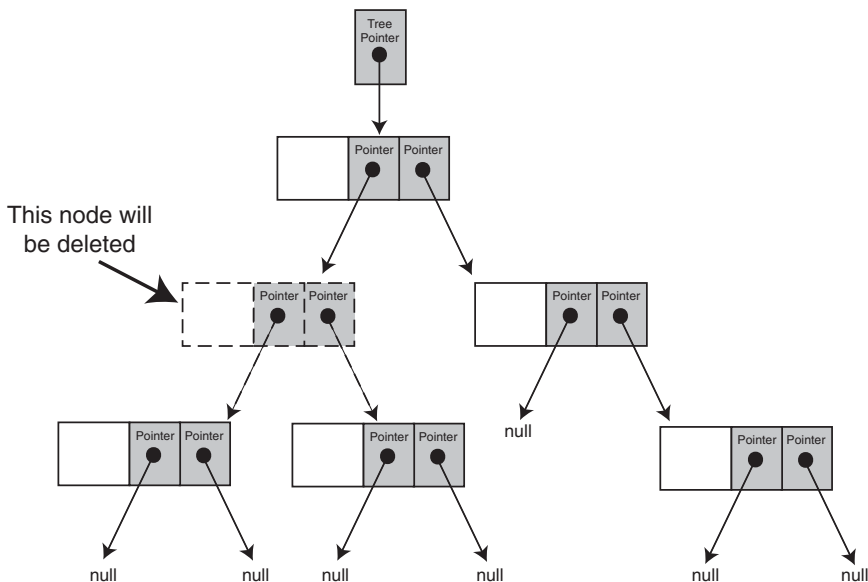 Tree
Pointer
Pointer Pointer
This node will
be deleted
Pointer Pointer
Pointer Pointer
Pointer Pointer
Pointer Pointer
null
Pointer Pointer
null null null null null null